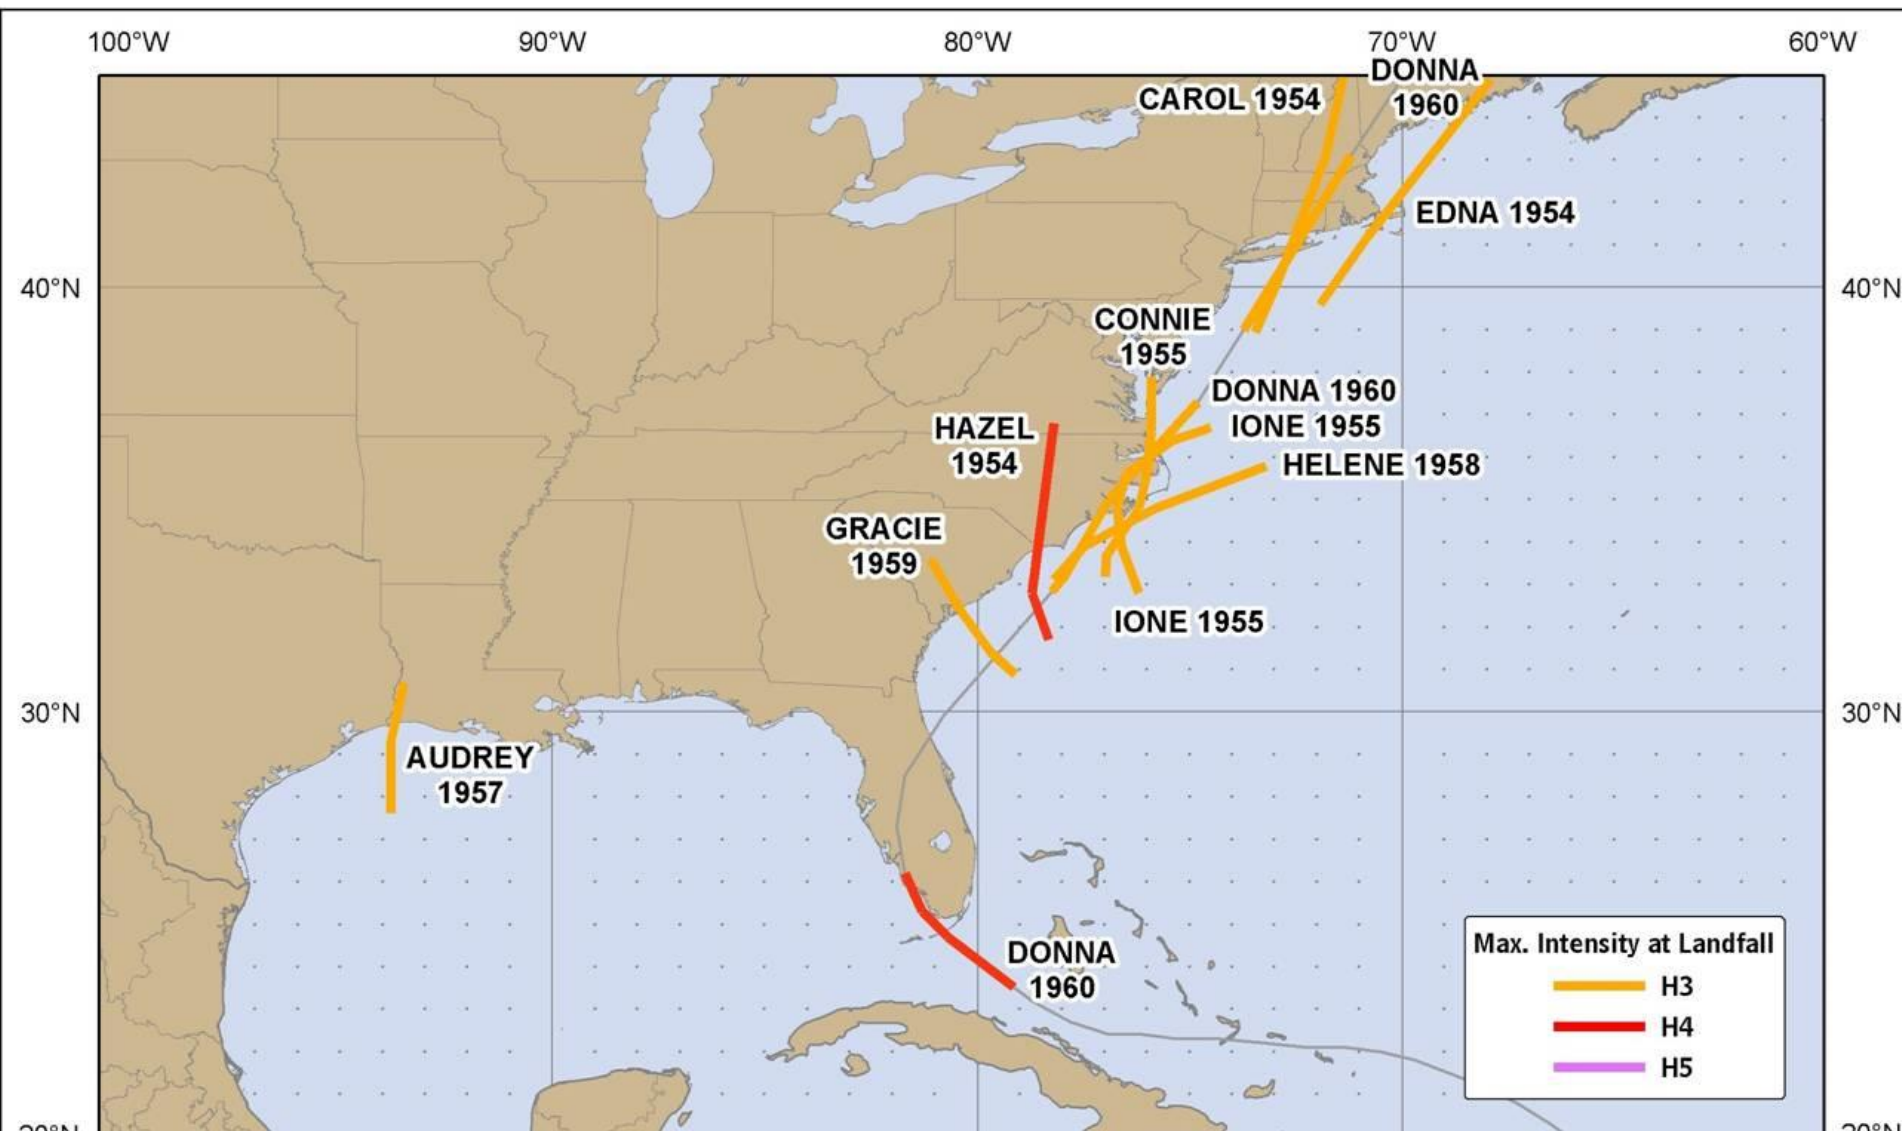 100°W
90°W
80°W
70°W
60°W
DONNA
1960
CAROL 1954
EDNA 1954
40°N
40°N
CONNIE
1955
DONNA 1960
IONE 1955
HELENE 1958
HAZEL
1954
GRACIE
1959
IONE 1955
30°N
30°N
AUDREY
1957
DONNA
1960
Max. Intensity at Landfall
H3
H4
H5